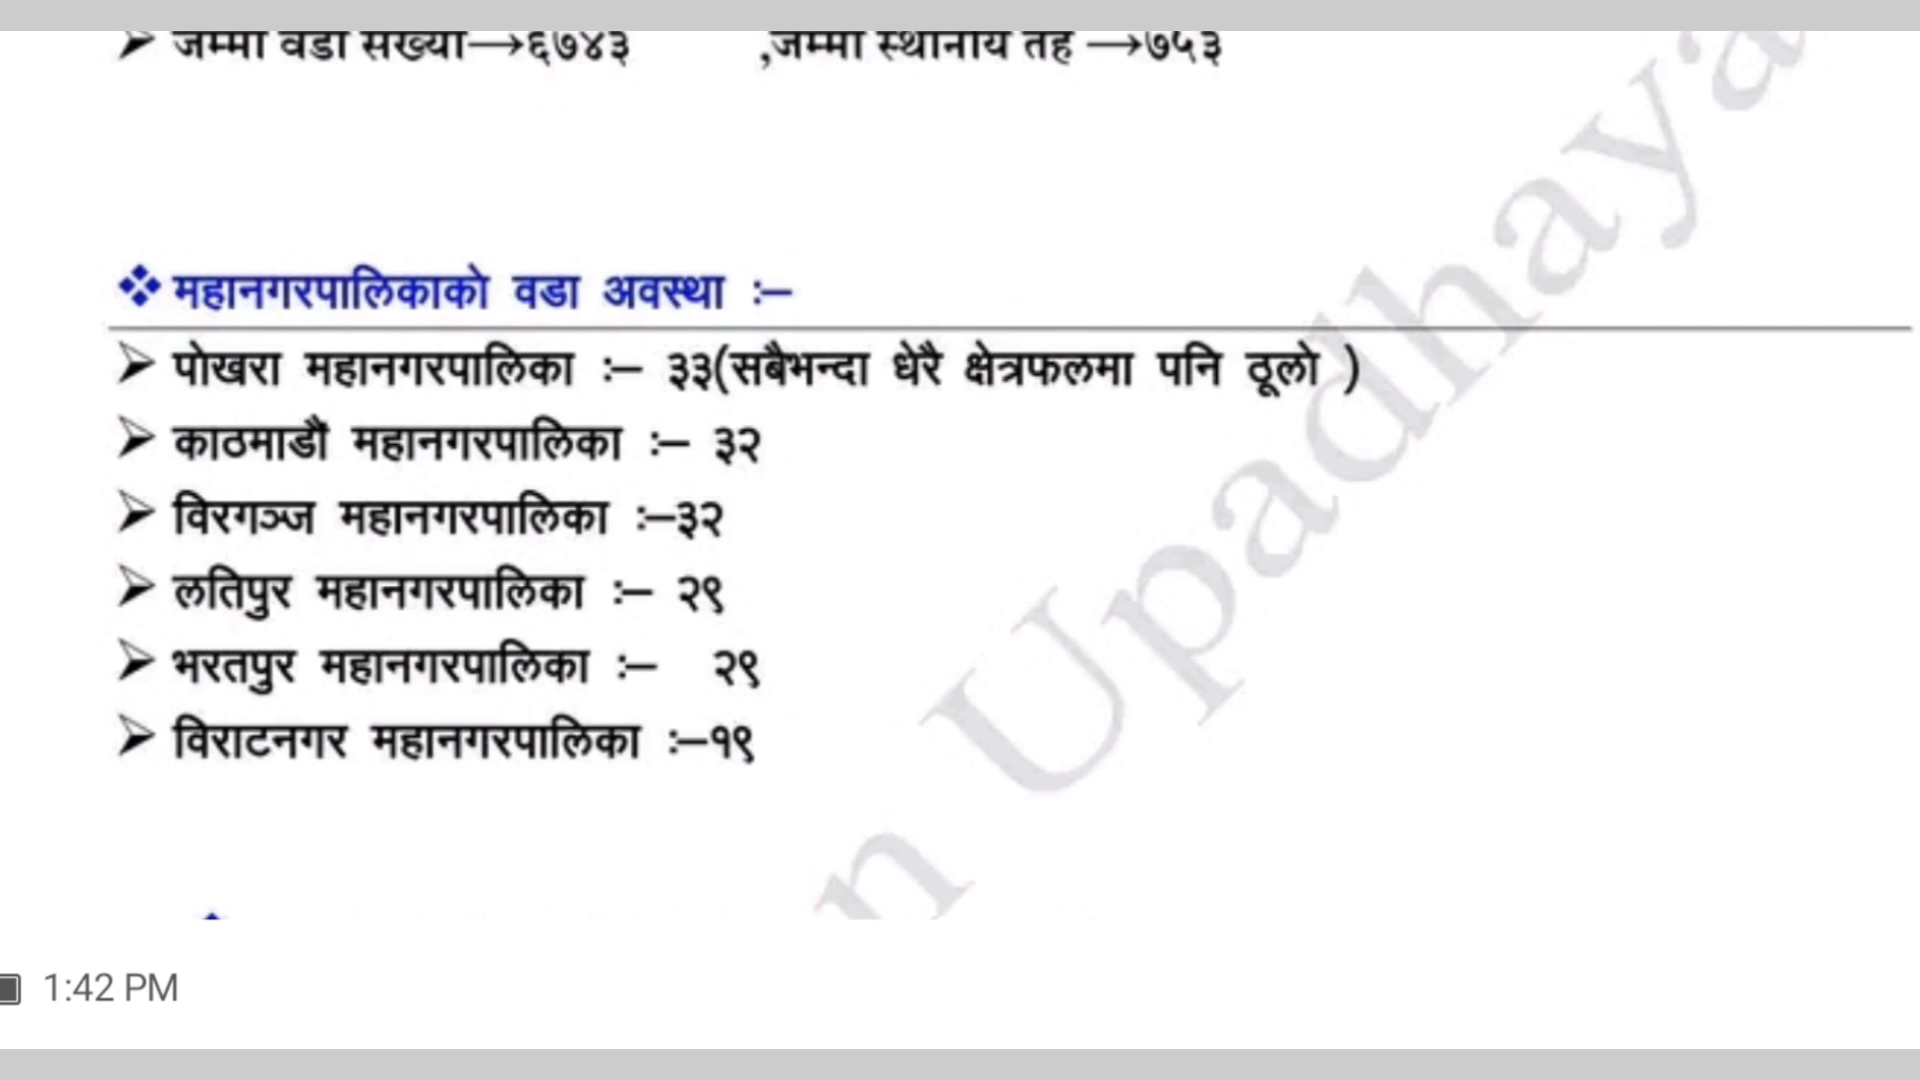 ➢ जम्मा वडा संख्या→६७४३ ,जम्मा स्थानीय तह →७५३
❖ महानगरपालिकाको वडा अवस्था :–
➢ पोखरा महानगरपालिका :– ३३(सबैभन्दा धेरै क्षेत्रफलमा पनि ठूलो )
➢ काठमाडौं महानगरपालिका :– ३२
➢ विरगञ्ज महानगरपालिका :–३२
➢ लतिपुर महानगरपालिका :– २९
➢ भरतपुर महानगरपालिका :– २९
➢ विराटनगर महानगरपालिका :–१९
n Upadhaya
1:42 PM